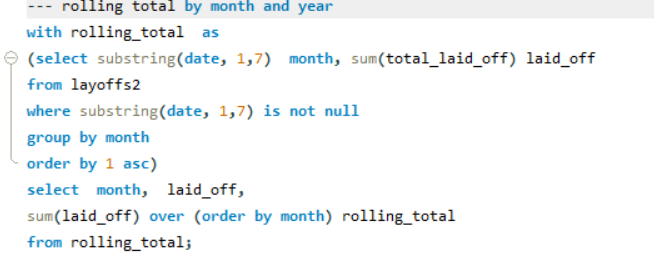 --- rolling total by month and year
with rolling_total  as
(select substring(date, 1,7)  month, sum(total_laid_off) laid_off
from layoffs2
where substring(date, 1,7) is not null
group by month
order by 1 asc)
select  month,  laid_off,
sum(laid_off) over (order by month) rolling_total
from rolling_total;